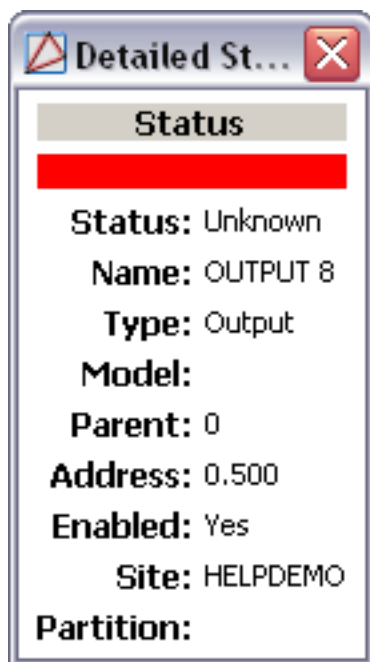 Detailed St...
Status
Status: Unknown
Name: OUTPUT 8
Type: Output
Model:
Parent: 0
Address: 0.500
Enabled: Yes
Site: HELPDEMO
Partition: